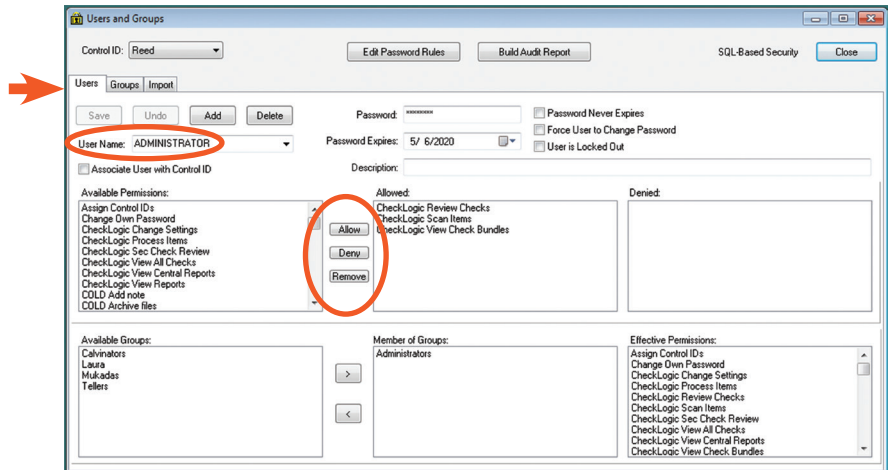 Users and Groups
Control ID: Reed
Edit Password Rules
Build Audit Report
SQL-Based Security
Close
Users Groups Import
Save Undo Add Delete
Password: ********
Password Never Expires
Force User to Change Password
User Name: ADMINISTRATOR
Password Expires: 5/ 6/2020
User is Locked Out
Associate User with Control ID
Description:
Available Permissions:
Assign Control IDs
Change Own Password
CheckLogic Change Settings
CheckLogic Process Items
CheckLogic Sec Check Review
CheckLogic View All Checks
CheckLogic View Central Reports
CheckLogic View Reports
COLD Add note
COLD Archive files
Allow
Deny
Remove
Allowed:
CheckLogic Review Checks
CheckLogic Scan Items
CheckLogic View Check Bundles
Denied:
Available Groups:
Calvinators
Laura
Mukadas
Tellers
>
<
Member of Groups:
Administrators
Effective Permissions:
Assign Control IDs
Change Own Password
CheckLogic Change Settings
CheckLogic Process Items
CheckLogic Review Checks
CheckLogic Scan Items
CheckLogic Sec Check Review
CheckLogic View All Checks
CheckLogic View Central Reports
CheckLogic View Check Bundles